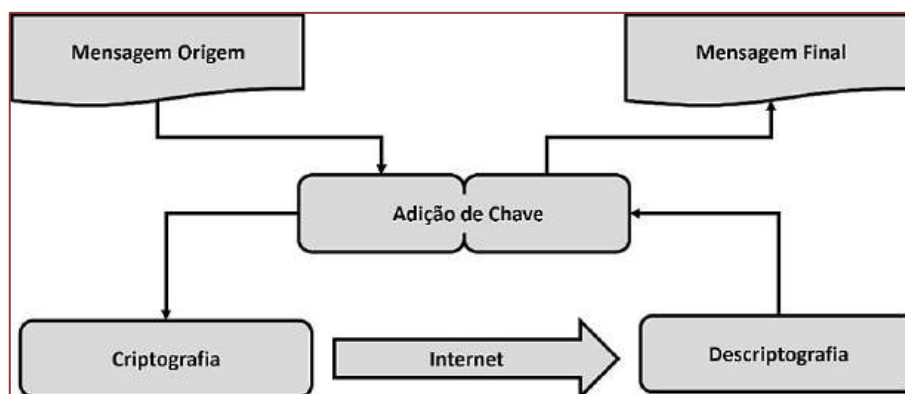 Mensagem Origem
Mensagem Final
Adição de Chave
Criptografia
Internet
Descriptografia